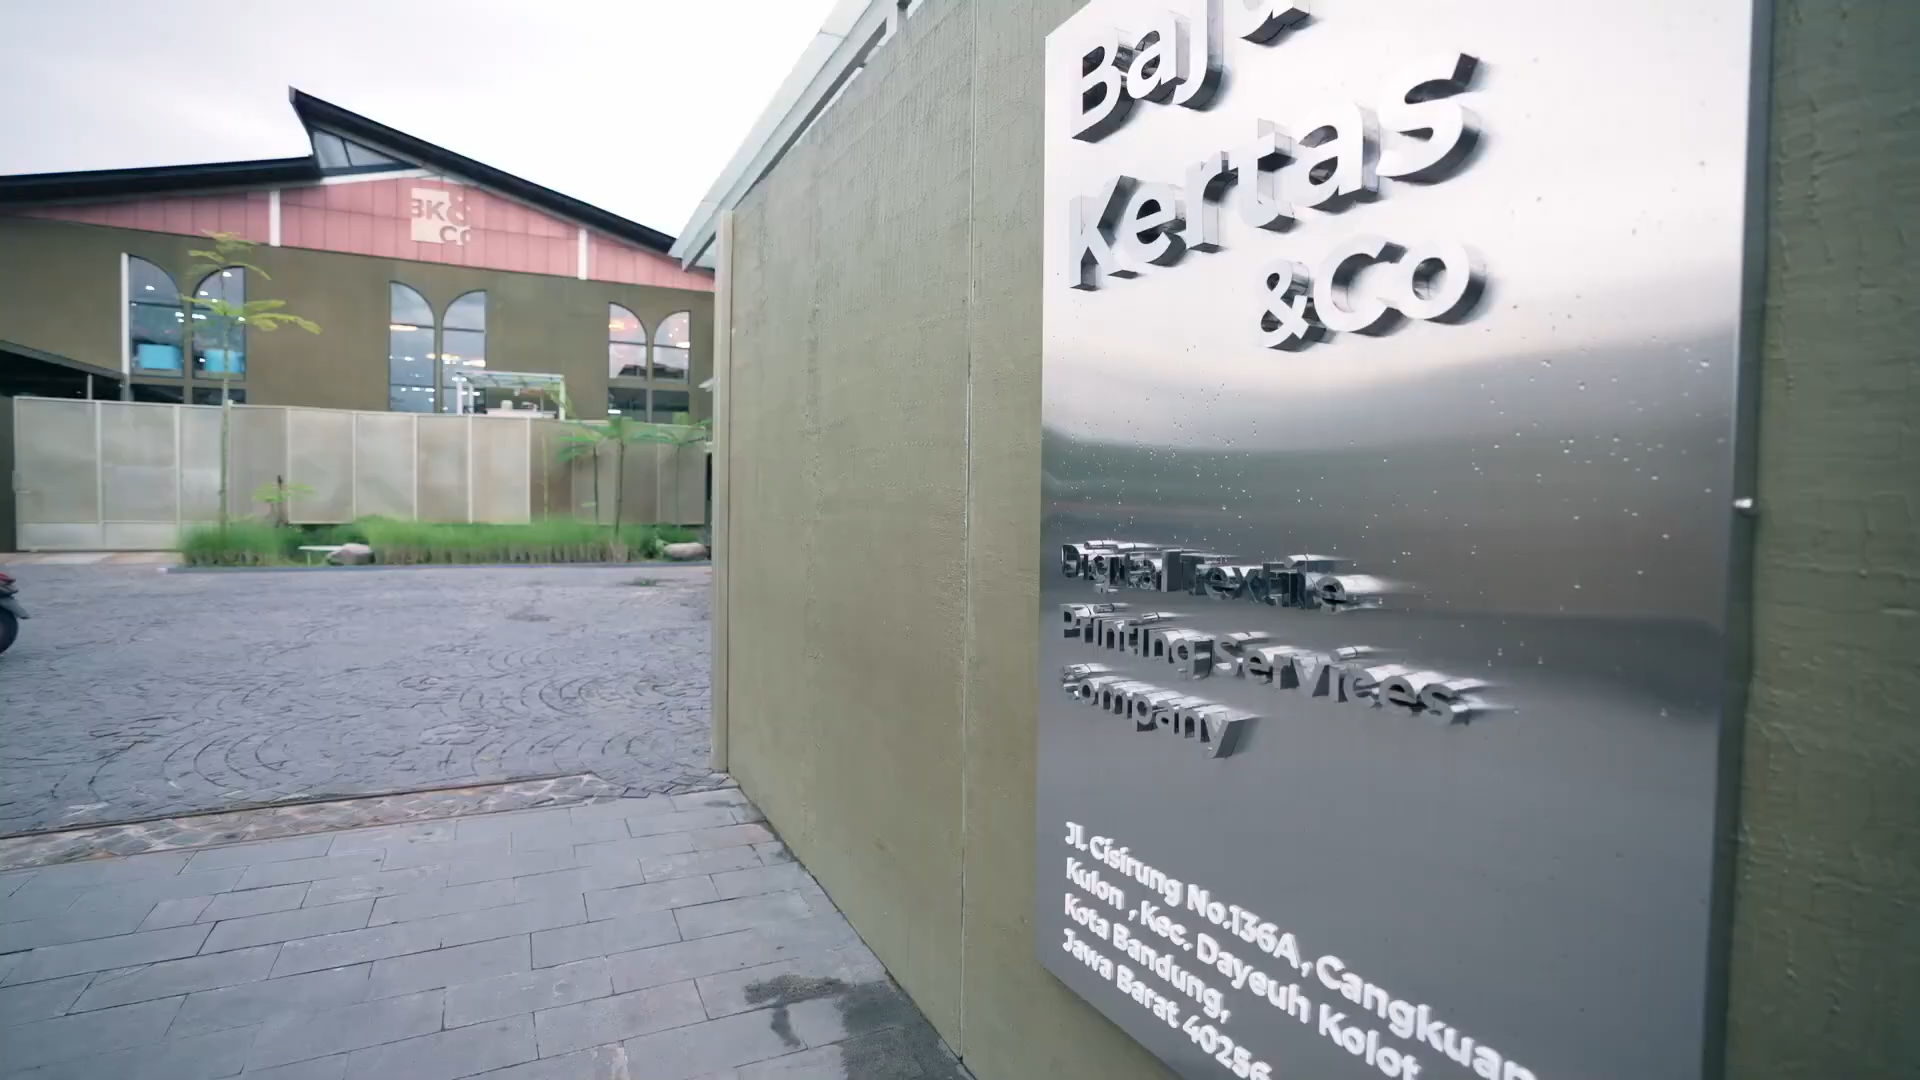 BK&
Co
Baju
Kertas
&Co
Digital Textile
Printing Services
Company
Jl. Cisirung No.136A, Cangkuan
Kulon , Kec. Dayeuh Kolot
Kota Bandung,
Jawa Barat 40256